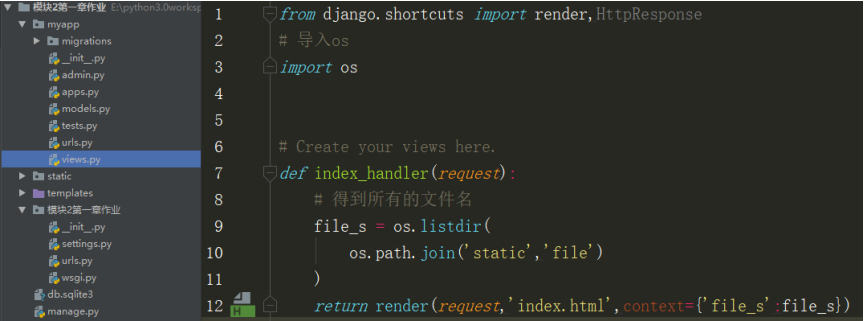 模块2第一章作业 E:\python3.0worksp
myapp
migrations
__init__.py
admin.py
apps.py
models.py
tests.py
urls.py
views.py
static
templates
模块2第一章作业
__init__.py
settings.py
urls.py
wsgi.py
db.sqlite3
manage.py
1 from django.shortcuts import render,HttpResponse
2 # 导入os
3 import os
4
5
6 # Create your views here.
7 def index_handler(request):
8 # 得到所有的文件名
9 file_s = os.listdir(
10 os.path.join('static','file')
11 )
12 return render(request,'index.html',context={'file_s':file_s})